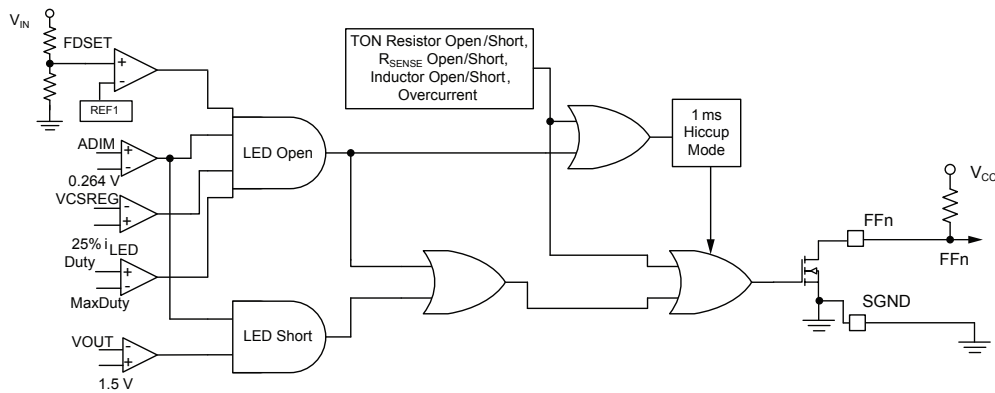 VIN
FDSET
+
-
REF1
TON Resistor Open/Short,
RSENSE Open/Short,
Inductor Open/Short,
Overcurrent
1 ms
Hiccup
Mode
ADIM
+
-
0.264 V
LED Open
VCSREG
-
+
25% iLED
Duty
+
-
MaxDuty
VCC
FFn
FFn
SGND
LED Short
VOUT
-
+
1.5 V